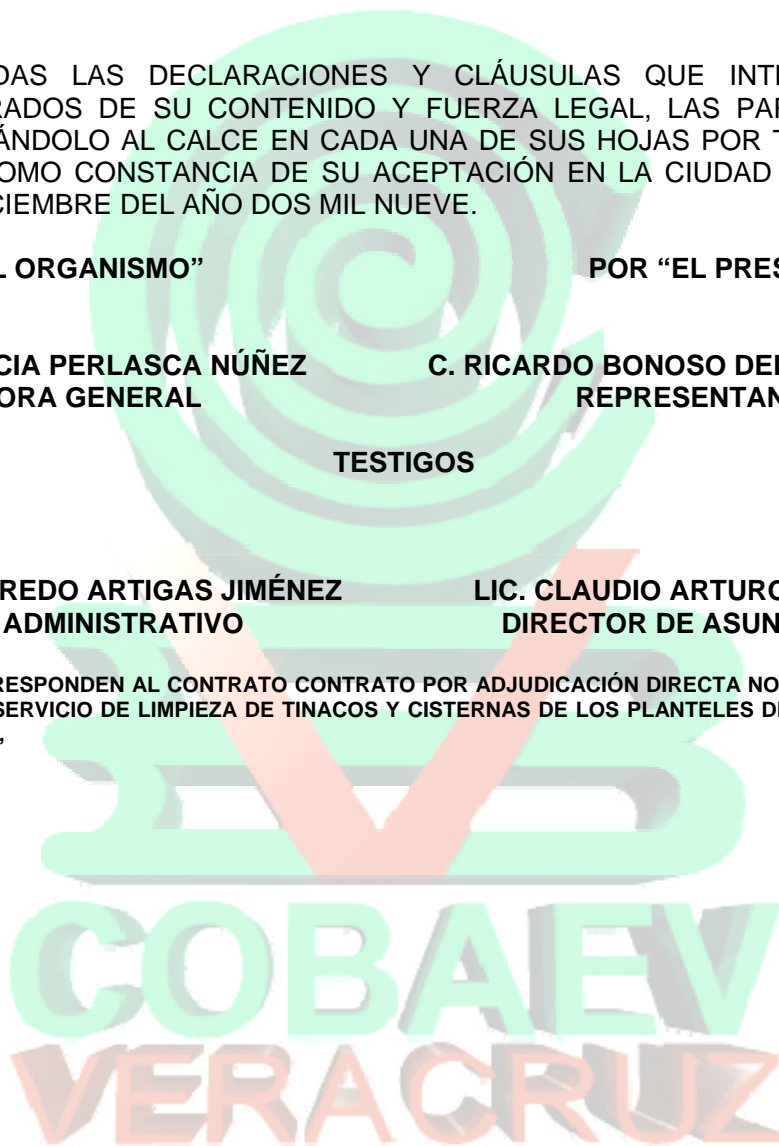 DAS LAS DECLARACIONES Y CLÁUSULAS QUE INTE
RADOS DE SU CONTENIDO Y FUERZA LEGAL, LAS PAR
ÁNDOLO AL CALCE EN CADA UNA DE SUS HOJAS POR T
OMO CONSTANCIA DE SU ACEPTACIÓN EN LA CIUDAD
CIEMBRE DEL AÑO DOS MIL NUEVE.
L ORGANISMO” POR “EL PRES
CIA PERLASCA NÚÑEZ C. RICARDO BONOSO DEL
ORA GENERAL REPRESENTAN
TESTIGOS
REDO ARTIGAS JIMÉNEZ LIC. CLAUDIO ARTURO
ADMINISTRATIVO DIRECTOR DE ASUN
RESPONDEN AL CONTRATO CONTRATO POR ADJUDICACIÓN DIRECTA NO
SERVICIO DE LIMPIEZA DE TINACOS Y CISTERNAS DE LOS PLANTELES DE
”
COBAEV
VERACRUZ